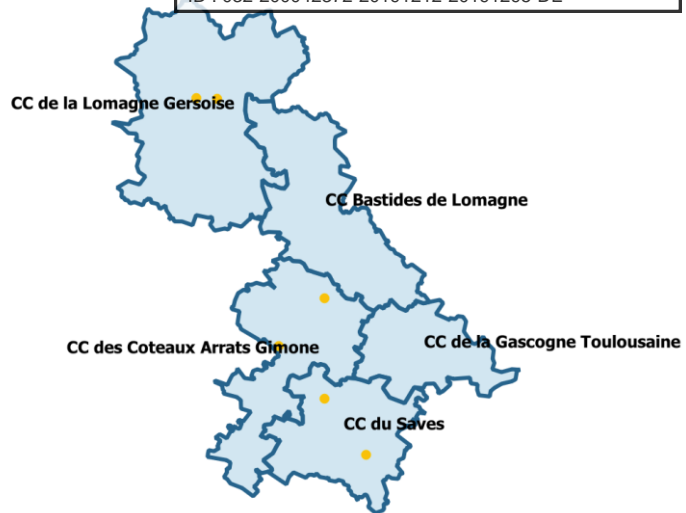 CC de la Lomagne Gersoise
CC Bastides de Lomagne
CC des Coteaux Arrats Gimone
CC de la Gascogne Toulousaine
CC du Saves